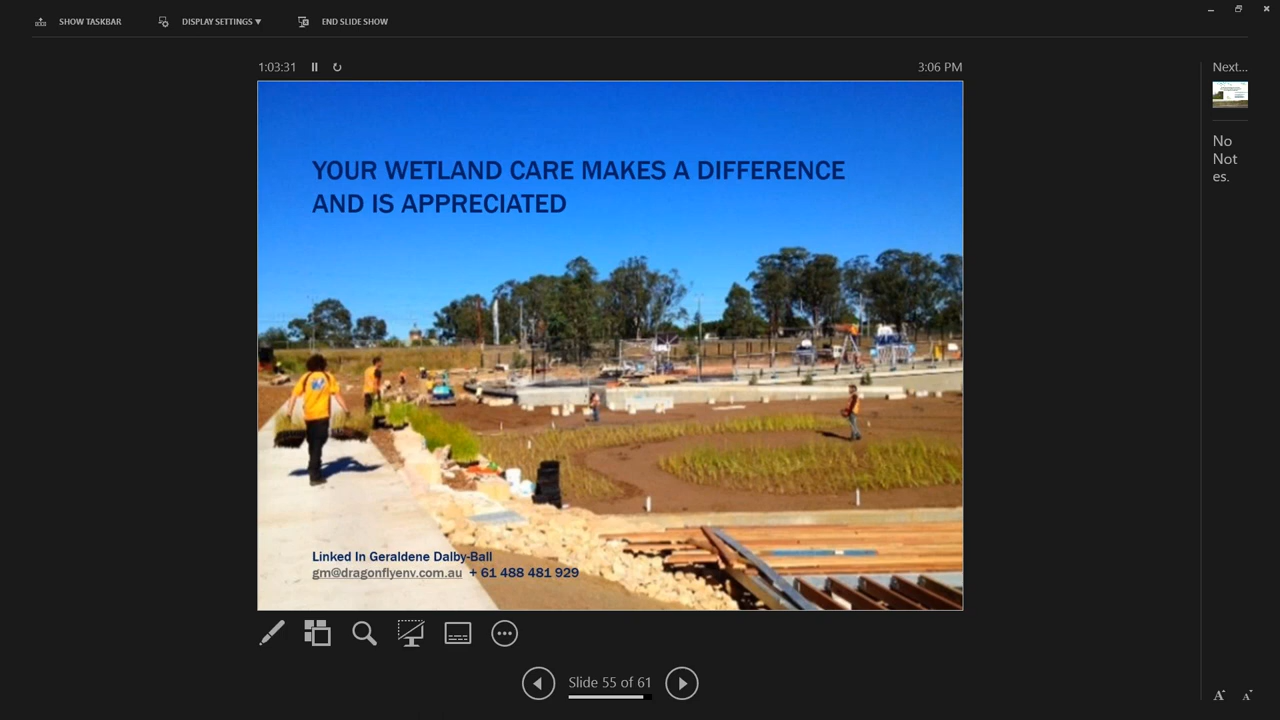 SHOW TASKBAR
DISPLAY SETTINGS ▼
END SLIDE SHOW
1:03:31
3:06 PM
Next...
YOUR WETLAND CARE MAKES A DIFFERENCE
AND IS APPRECIATED
No
Not
es.
Linked In Geraldene Dalby-Ball
gm@dragonflyenv.com.au + 61 488 481 929
Slide 55 of 61
A
A